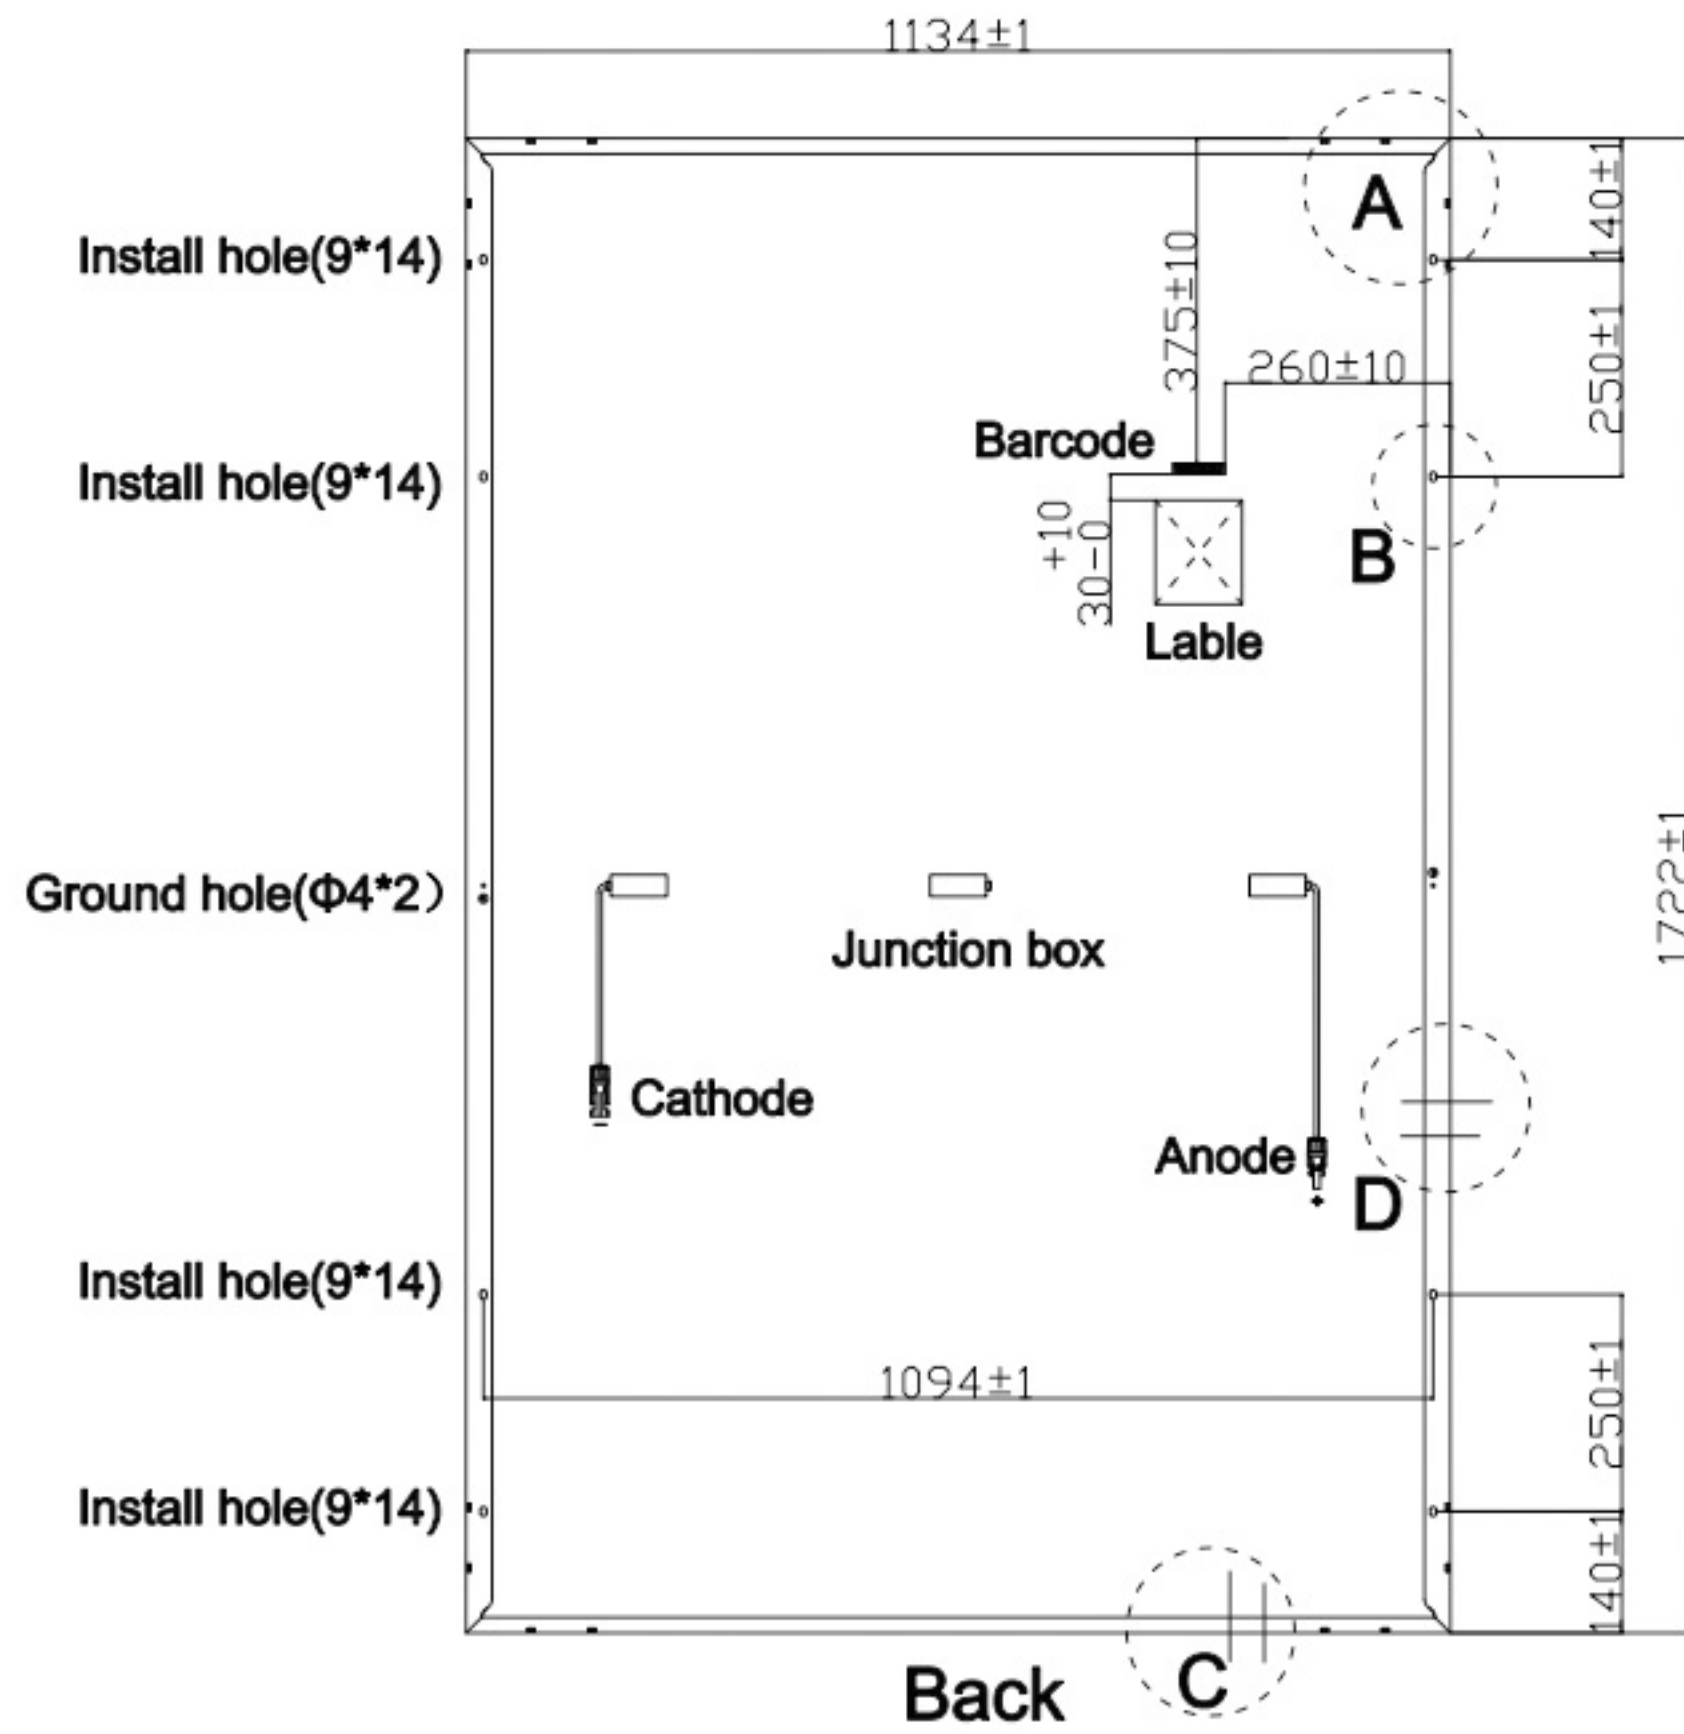 1134±1
A
140±1
Install hole(9*14)
375±10
250±1
260±10
Barcode
Install hole(9*14)
+10
30-0
B
Lable
1722±1
Ground hole(Φ4*2）
Junction box
Cathode
Anode
D
Install hole(9*14)
1094±1
250±1
Install hole(9*14)
140±1
C
Back